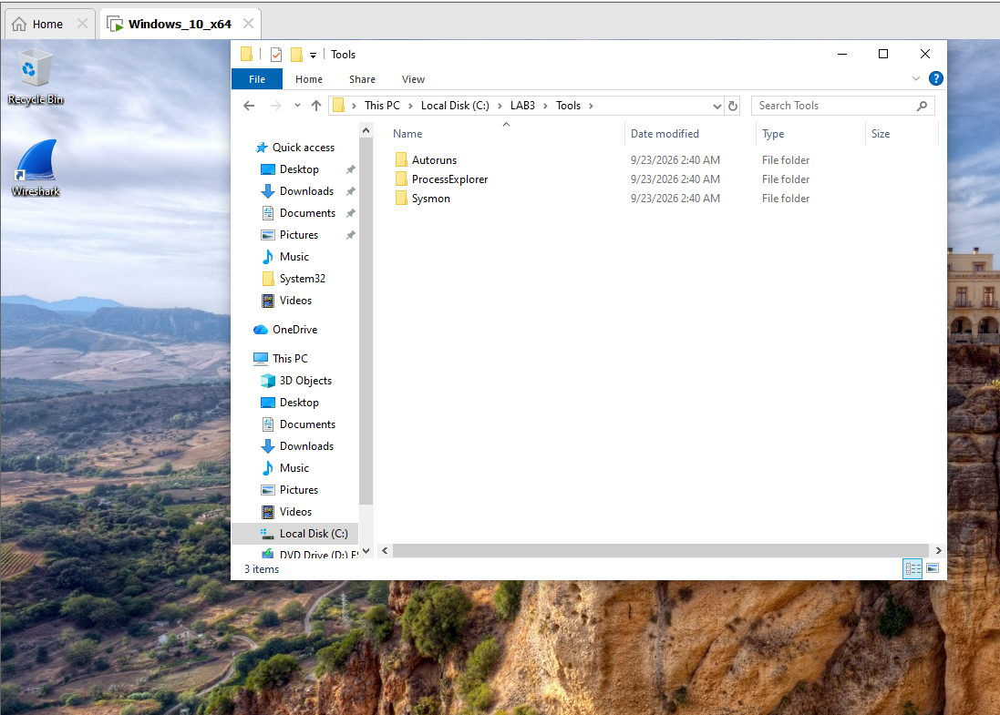 Home
Windows_10_x64
Recycle Bin
Wireshark
Tools
File
Home
Share
View
This PC
Local Disk (C:)
LAB3
Tools
Search Tools
Quick access
Desktop
Downloads
Documents
Pictures
Music
System32
Videos
OneDrive
This PC
3D Objects
Desktop
Documents
Downloads
Music
Pictures
Videos
Local Disk (C:)
DVD Drive (D:)
Name Date modified Type Size
Autoruns 9/23/2026 2:40 AM File folder
ProcessExplorer 9/23/2026 2:40 AM File folder
Sysmon 9/23/2026 2:40 AM File folder
3 items